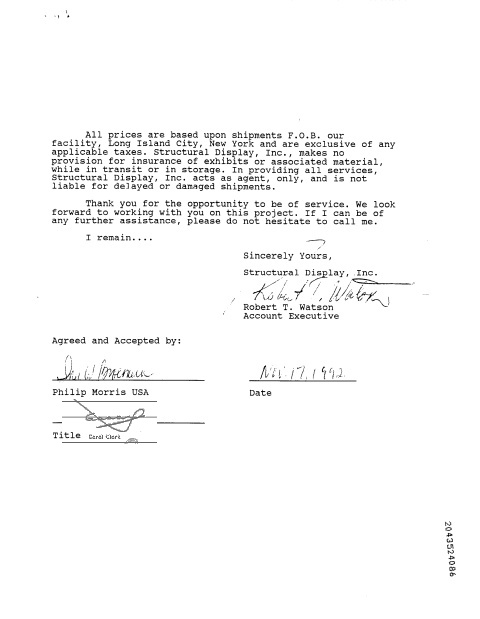 All prices are based upon shipments F.O.B. our
facility, Long Island City, New York and are exclusive of any
applicable taxes. Structural Display, Inc., makes no
provision for insurance of exhibits or associated material,
while in transit or in storage. In providing all services,
Structural Display, Inc. acts as agent, only, and is not
liable for delayed or damaged shipments.
Thank you for the opportunity to be of service. We look
forward to working with you on this project. If I can be of
any further assistance, please do not hesitate to call me.
I remain....
Sincerely Yours,
Structural Display, Inc.
Robert T. Watson
Robert T. Watson
Account Executive
Agreed and Accepted by:
Nov 17, 1992
Philip Morris USA
Date
Title Carol Clark
2043524086